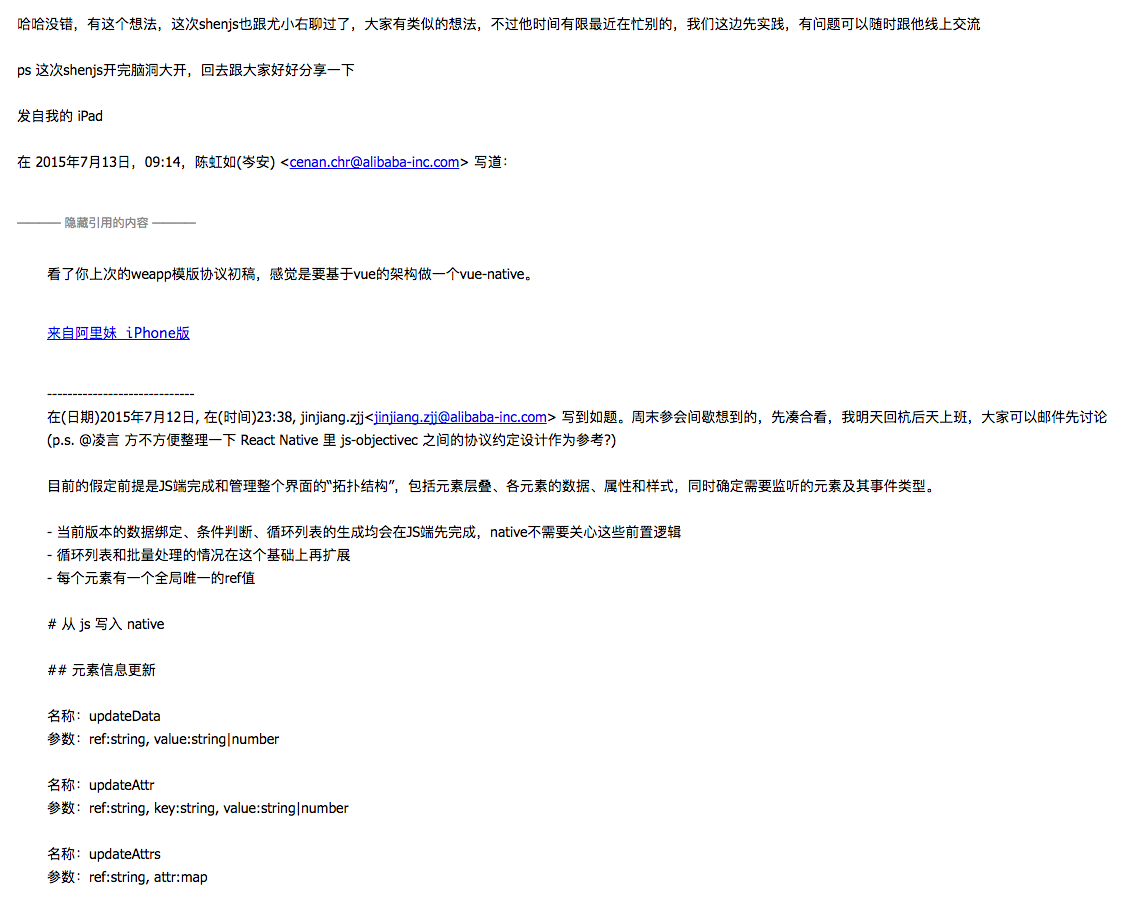 哈哈没错，有这个想法，这次shenjs也跟尤小右聊过了，大家有类似的想法，不过他时间有限最近在忙别的，我们这边先实践，有问题可以随时跟他线上交流
ps 这次shenjs开完脑洞大开，回去跟大家好好分享一下
发自我的 iPad
在 2015年7月13日，09:14，陈虹如(岑安) <cenan.chr@alibaba-inc.com> 写道：
———— 隐藏引用的内容 ————
看了你上次的weapp模版协议初稿，感觉是要基于vue的架构做一个vue-native。
来自阿里妹 iPhone版
-----------------------------
在(日期)2015年7月12日, 在(时间)23:38, jinjiang.zjj<jinjiang.zjj@alibaba-inc.com> 写到如题。周末参会间歇想到的，先凑合看，我明天回杭后天上班，大家可以邮件先讨论
(p.s. @凌言 方不方便整理一下 React Native 里 js-objectivec 之间的协议约定设计作为参考?)
目前的假定前提是JS端完成和管理整个界面的“拓扑结构”，包括元素层叠、各元素的数据、属性和样式，同时确定需要监听的元素及其事件类型。
- 当前版本的数据绑定、条件判断、循环列表的生成均会在JS端先完成，native不需要关心这些前置逻辑
- 循环列表和批量处理的情况在这个基础上再扩展
- 每个元素有一个全局唯一的ref值
# 从 js 写入 native
## 元素信息更新
名称：updateData
参数：ref:string, value:string|number
名称：updateAttr
参数：ref:string, key:string, value:string|number
名称：updateAttrs
参数：ref:string, attr:map